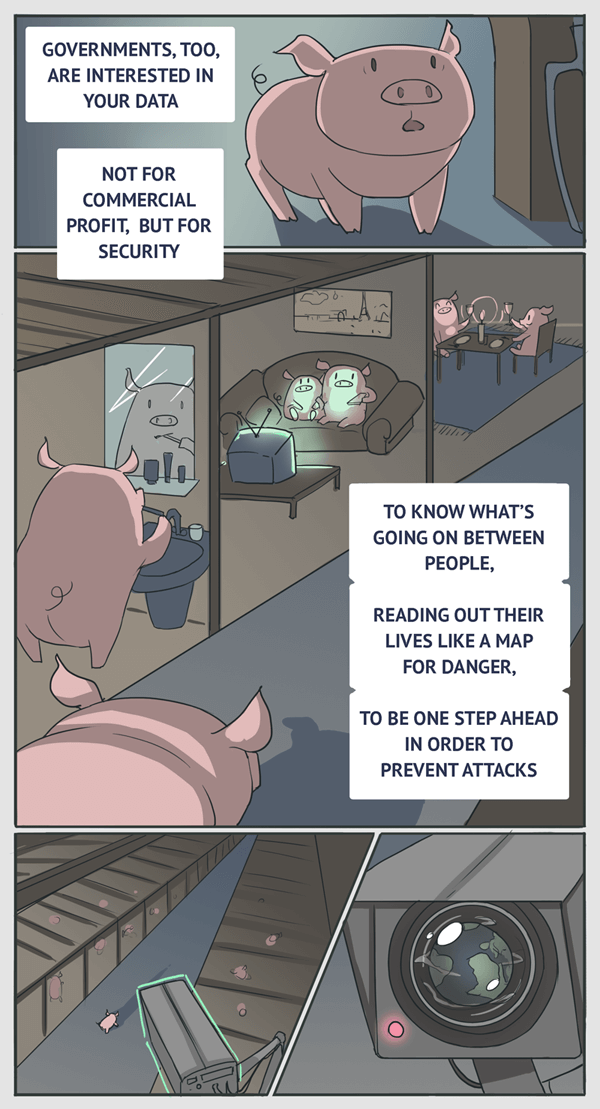 GOVERNMENTS, TOO,
ARE INTERESTED IN
YOUR DATA
NOT FOR
COMMERCIAL
PROFIT, BUT FOR
SECURITY
TO KNOW WHAT'S
GOING ON BETWEEN
PEOPLE,
READING OUT THEIR
LIVES LIKE A MAP
FOR DANGER,
TO BE ONE STEP AHEAD
IN ORDER TO
PREVENT ATTACKS